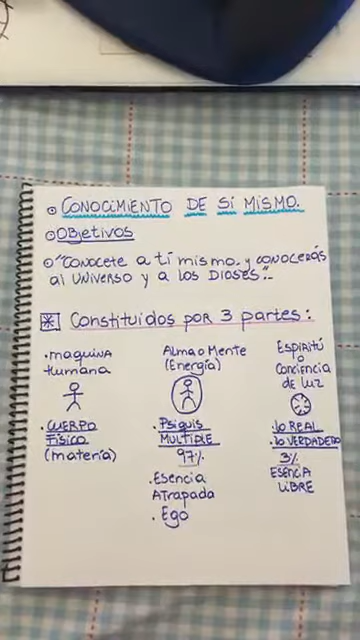 ⊙ CONOCIMIENTO DE SÍ MISMO.
⊙ Objetivos
⊙ "CONOCETE a tí mismo. y CONOCERÁS
al UNIVERSO y a los DIOSES"..
* Constituidos por 3 partes:
• maquina
Humana
• CUERPO
Físico
(materia)
Alma o Mente
(Energía)
• Psiquis
MULTIPLE
97%
• Esencia
Atrapada
• Ego
Espiritú
o
Conciencia
de luz
• lo REAL
• lo VERDADERO
3%
ESENCIA
LIBRE